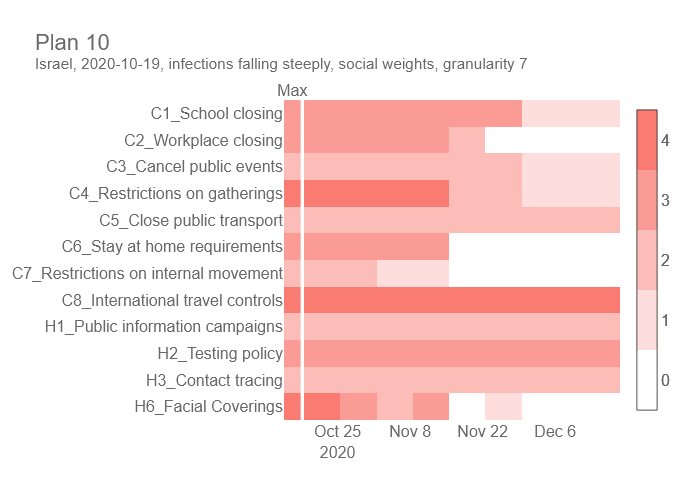 Plan 10
Israel, 2020-10-19, infections falling steeply, social weights, granularity 7
Max
C1_School closing
C2_Workplace closing
C3_Cancel public events
C4_Restrictions on gatherings
C5_Close public transport
C6_Stay at home requirements
C7_Restrictions on internal movement
C8_International travel controls
H1_Public information campaigns
H2_Testing policy
H3_Contact tracing
H6_Facial Coverings
Oct 25 Nov 8 Nov 22 Dec 6
2020
4
3
2
1
0